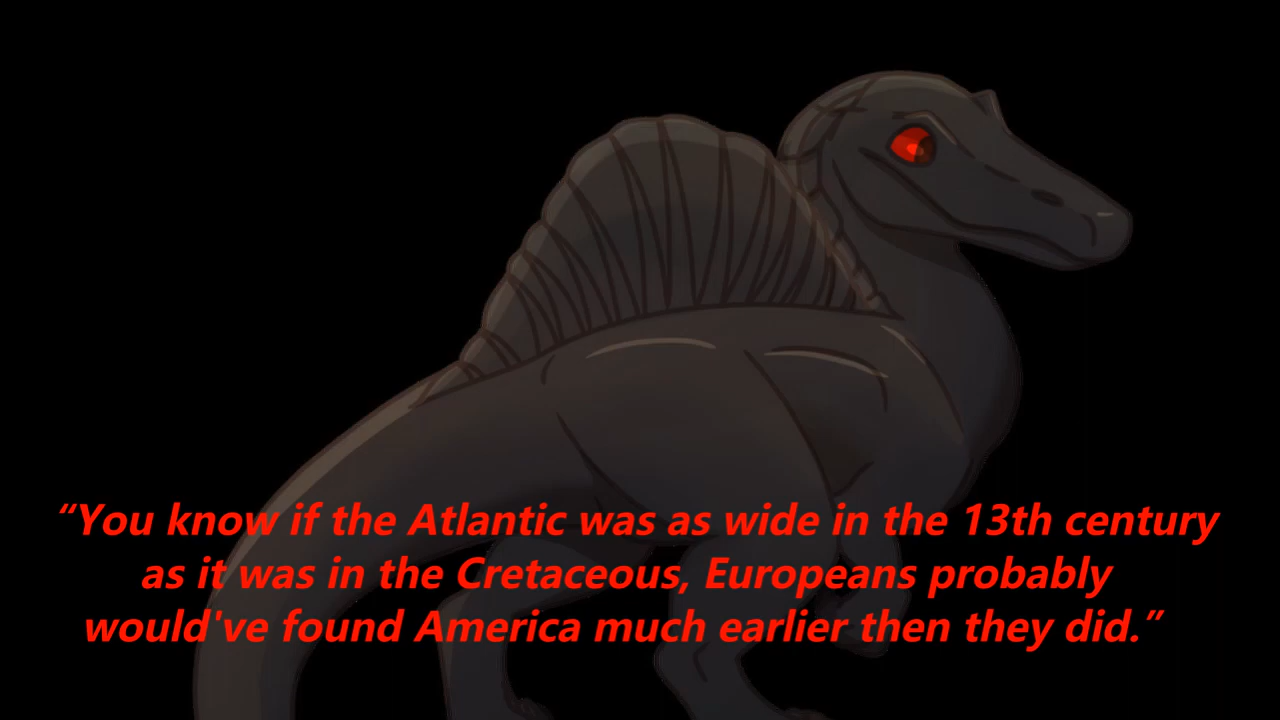 “You know if the Atlantic was as wide in the 13th century
as it was in the Cretaceous, Europeans probably
would've found America much earlier then they did.”